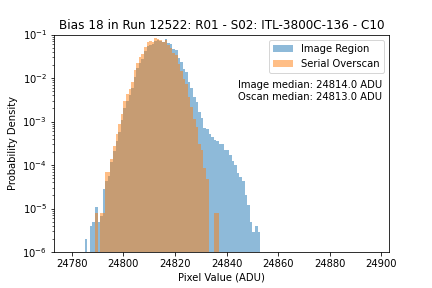 Bias 18 in Run 12522: R01 - S02: ITL-3800C-136 - C10
Image Region
Serial Overscan
Image median: 24814.0 ADU
Oscan median: 24813.0 ADU
Probability Density
10⁻¹
10⁻²
10⁻³
10⁻⁴
10⁻⁵
10⁻⁶
24780 24800 24820 24840 24860 24880 24900
Pixel Value (ADU)